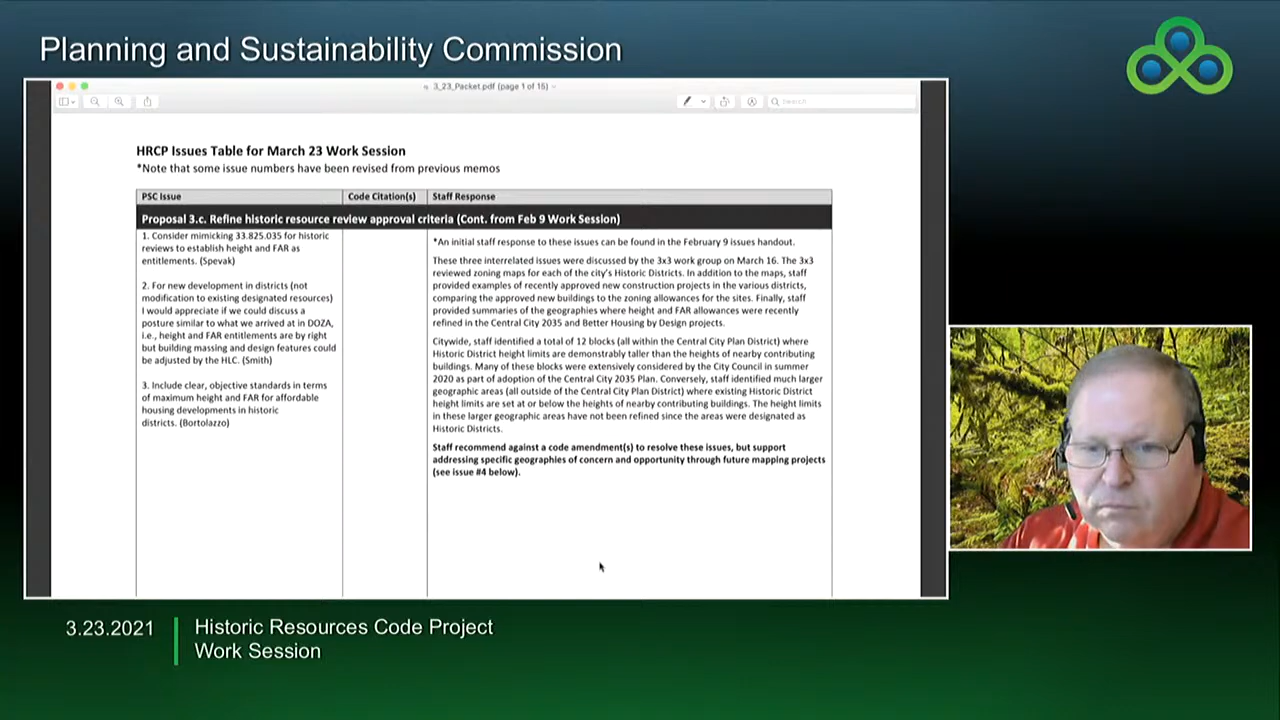 Planning and Sustainability Commission
3_23_Packet.pdf (page 1 of 15)
Search
HRCP Issues Table for March 23 Work Session
*Note that some issue numbers have been revised from previous memos
PSC Issue
Code Citation(s)
Staff Response
Proposal 3.c. Refine historic resource review approval criteria (Cont. from Feb 9 Work Session)
1. Consider mimicking 33.825.035 for historic
reviews to establish height and FAR as
entitlements. (Spevak)
2. For new development in districts (not
modification to existing designated resources)
I would appreciate if we could discuss a
posture similar to what we arrived at in DOZA,
i.e., height and FAR entitlements are by right
but building massing and design features could
be adjusted by the HLC. (Smith)
3. Include clear, objective standards in terms
of maximum height and FAR for affordable
housing developments in historic
districts. (Bortolazzo)
*An initial staff response to these issues can be found in the February 9 issues handout.
These three interrelated issues were discussed by the 3x3 work group on March 16. The 3x3
reviewed zoning maps for each of the city's Historic Districts. In addition to the maps, staff
provided examples of recently approved new construction projects in the various districts,
comparing the approved new buildings to the zoning allowances for the sites. Finally, staff
provided summaries of the geographies where height and FAR allowances were recently
refined in the Central City 2035 and Better Housing by Design projects.
Citywide, staff identified a total of 12 blocks (all within the Central City Plan District) where
Historic District height limits are demonstrably taller than the heights of nearby contributing
buildings. Many of these blocks were extensively considered by the City Council in summer
2020 as part of adoption of the Central City 2035 Plan. Conversely, staff identified much larger
geographic areas (all outside of the Central City Plan District) where existing Historic District
height limits are set at or below the heights of nearby contributing buildings. The height limits
in these larger geographic areas have not been refined since the areas were designated as
Historic Districts.
Staff recommend against a code amendment(s) to resolve these issues, but support
addressing specific geographies of concern and opportunity through future mapping projects
(see issue #4 below).
3.23.2021
Historic Resources Code Project
Work Session